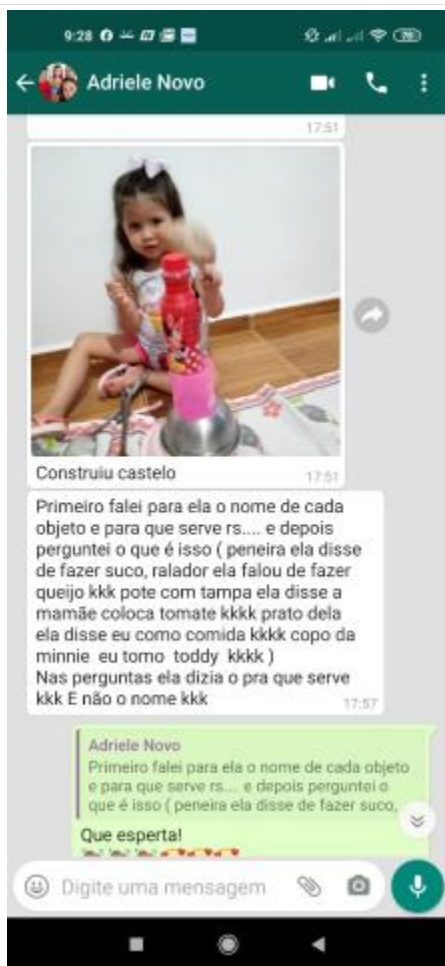 9:28
28
Adriele Novo
17:51
Construiu castelo
17:51
Primeiro falei para ela o nome de cada
objeto e para que serve rs.... e depois
perguntei o que é isso ( peneira ela disse
de fazer suco, ralador ela falou de fazer
queijo kkk pote com tampa ela disse a
mamãe coloca tomate kkkk prato dela
ela disse eu como comida kkkk copo da
minnie eu tomo toddy kkkk )
Nas perguntas ela dizia o pra que serve
kkk E não o nome kkk
17:57
Adriele Novo
Primeiro falei para ela o nome de cada objeto
e para que serve rs.... e depois perguntei o
que é isso ( peneira ela disse de fazer suco,
Que esperta!
Digite uma mensagem